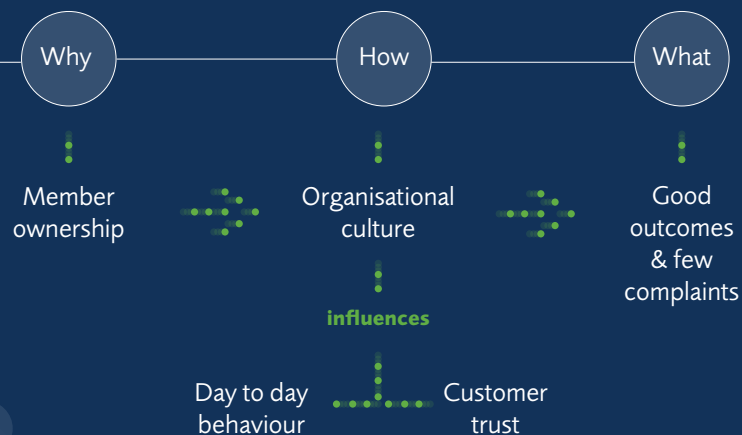 Why
How
What
Member
ownership
Organisational
culture
Good
outcomes
& few
complaints
influences
Day to day
behaviour
Customer
trust